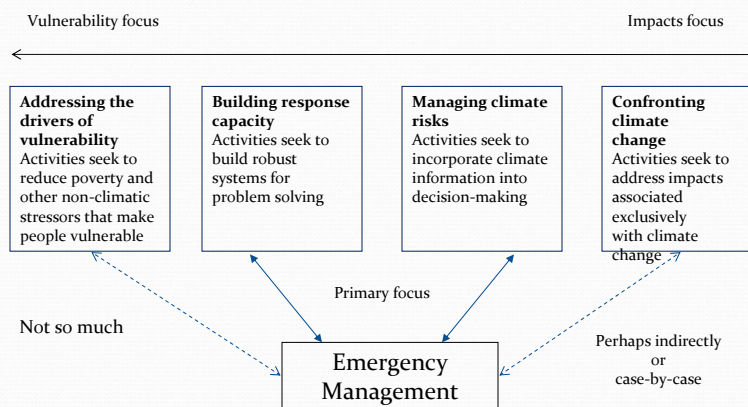 Vulnerability focus
Impacts focus
Addressing the
drivers of
vulnerability
Activities seek to
reduce poverty and
other non-climatic
stressors that make
people vulnerable
Building response
capacity
Activities seek to
build robust
systems for
problem solving
Managing climate
risks
Activities seek to
incorporate climate
information into
decision-making
Confronting
climate
change
Activities seek to
address impacts
associated
exclusively
with climate
change
Primary focus
Not so much
Emergency
Management
Perhaps indirectly
or
case-by-case